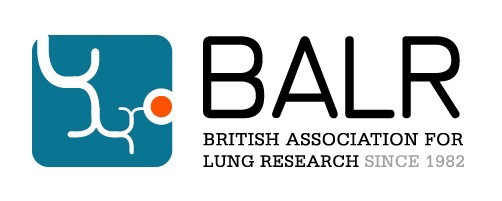 BALR
BRITISH ASSOCIATION FOR
LUNG RESEARCH SINCE 1982